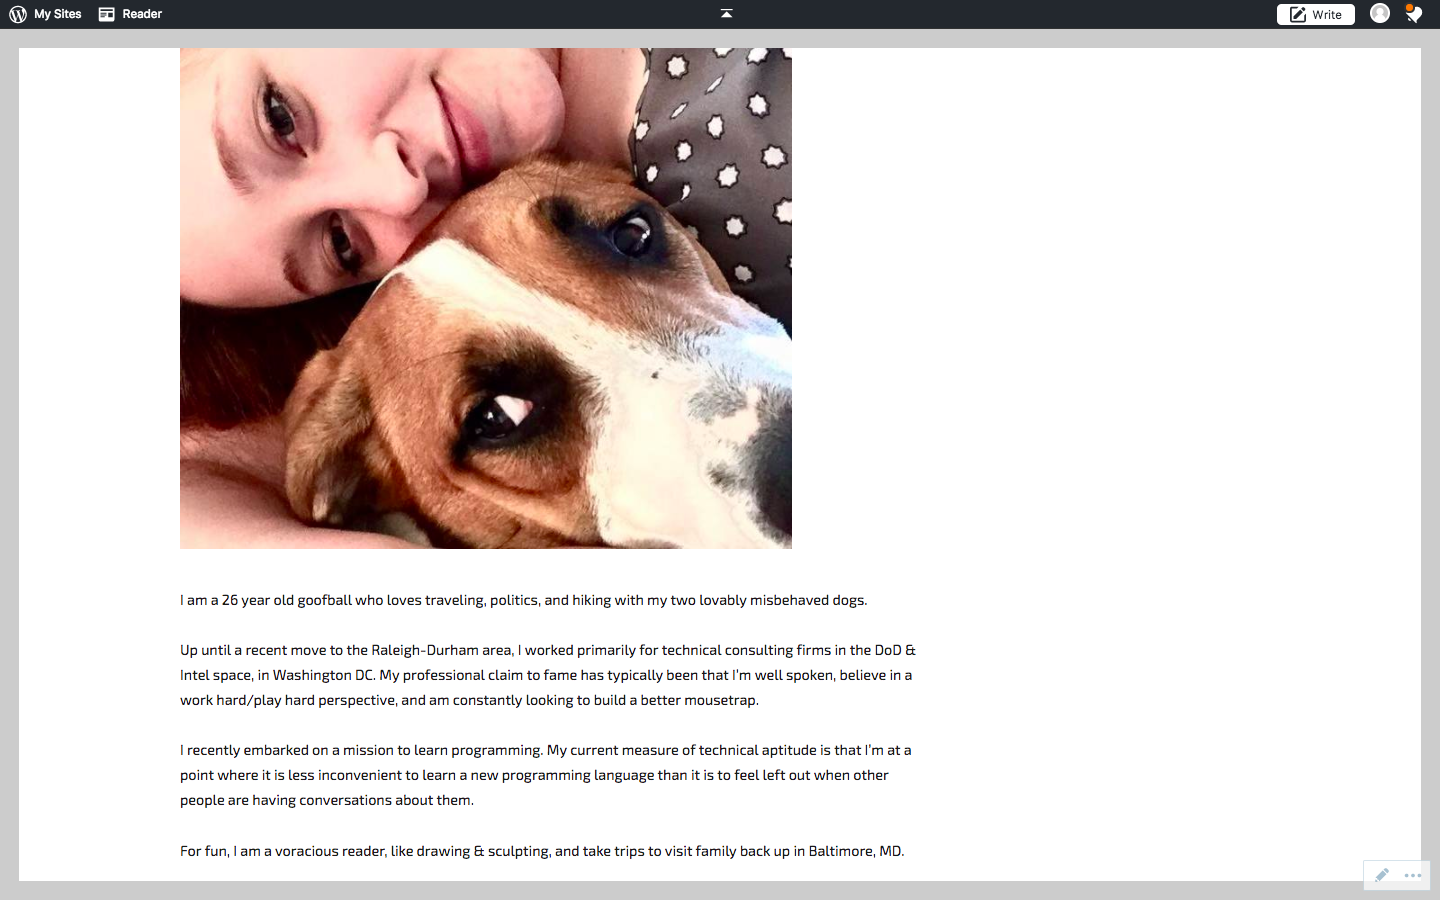 My Sites Reader Write
I am a 26 year old goofball who loves traveling, politics, and hiking with my two lovably misbehaved dogs.
Up until a recent move to the Raleigh-Durham area, I worked primarily for technical consulting firms in the DoD &
Intel space, in Washington DC. My professional claim to fame has typically been that I'm well spoken, believe in a
work hard/play hard perspective, and am constantly looking to build a better mousetrap.
I recently embarked on a mission to learn programming. My current measure of technical aptitude is that I'm at a
point where it is less inconvenient to learn a new programming language than it is to feel left out when other
people are having conversations about them.
For fun, I am a voracious reader, like drawing & sculpting, and take trips to visit family back up in Baltimore, MD.